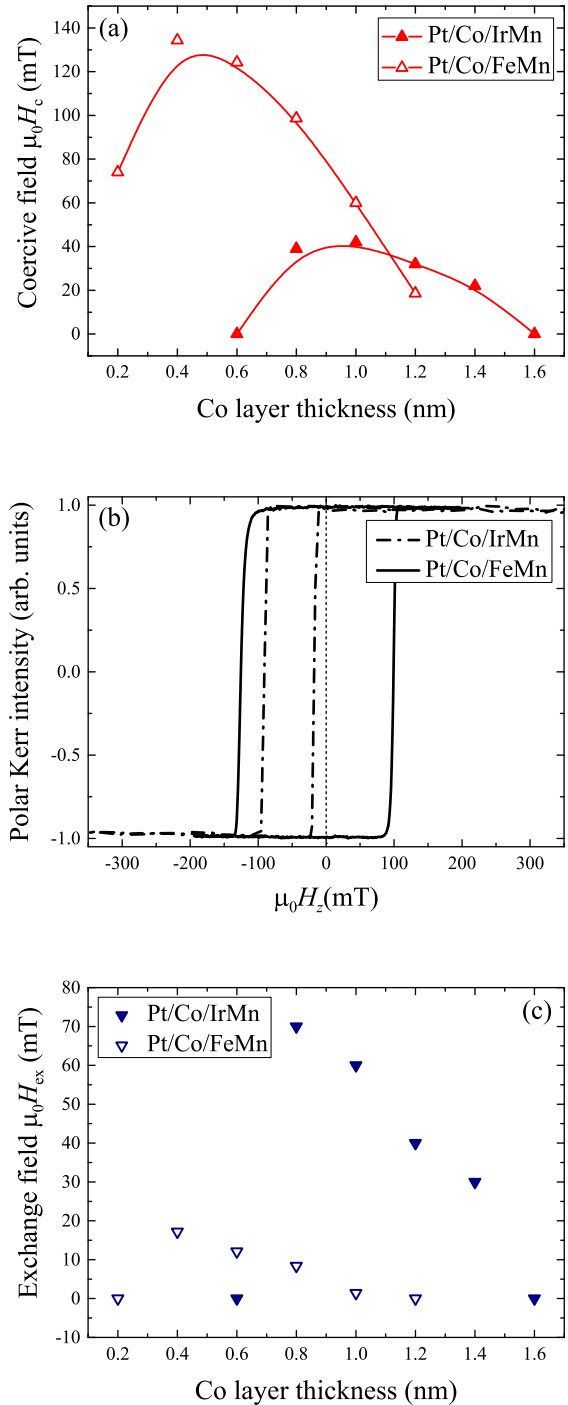 (a)
Pt/Co/IrMn
Pt/Co/FeMn
Coercive field μ₀H_c (mT)
140
120
100
80
60
40
20
0
0.2 0.4 0.6 0.8 1.0 1.2 1.4 1.6
Co layer thickness (nm)
(b)
Pt/Co/IrMn
Pt/Co/FeMn
Polar Kerr intensity (arb. units)
1.0
0.5
0.0
-0.5
-1.0
-300 -200 -100 0 100 200 300
μ₀H_z(mT)
(c)
Pt/Co/IrMn
Pt/Co/FeMn
Exchange field μ₀H_ex (mT)
80
70
60
50
40
30
20
10
0
-10
0.2 0.4 0.6 0.8 1.0 1.2 1.4 1.6
Co layer thickness (nm)